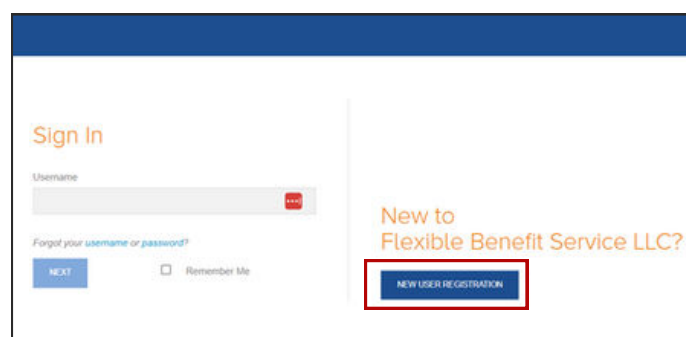 Sign In
Username
Forgot your username or password?
NEXT
Remember Me
New to
Flexible Benefit Service LLC?
NEW USER REGISTRATION